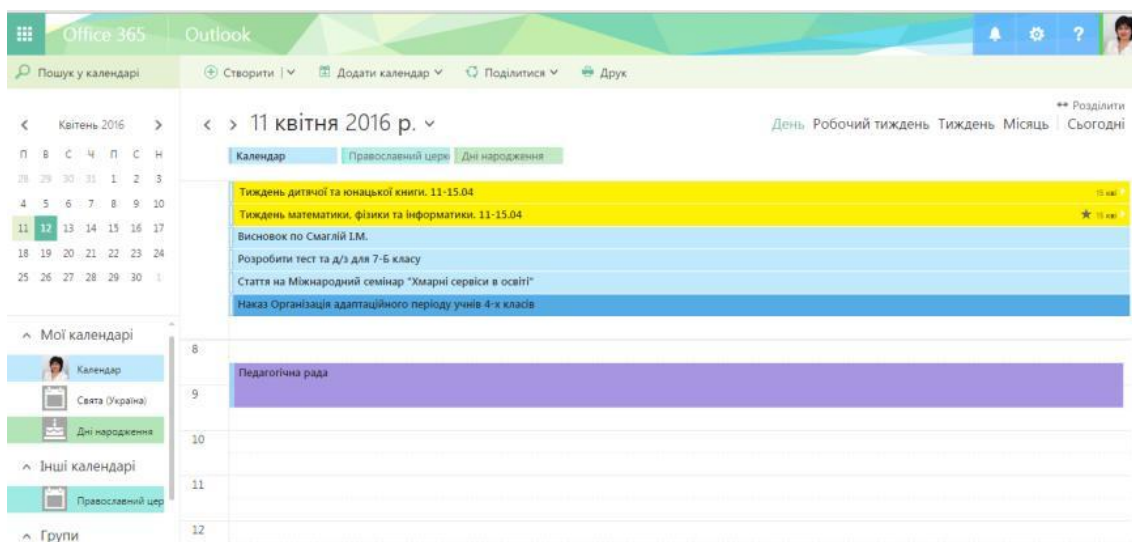 Office 365 Outlook ?
Пошук у календарі Створити Додати календар Поділитися Друк
Розділити
Квітень 2016 11 квітня 2016 р. День Робочий тиждень Тиждень Місяць Сьогодні
П В С Ч П С Н Календар Православний церк Дні народження
28 29 30 31 1 2 3
4 5 6 7 8 9 10
11 12 13 14 15 16 17
18 19 20 21 22 23 24
25 26 27 28 29 30 1
Тиждень дитячої та юнацької книги. 11-15.04 15 кві
Тиждень математики, фізики та інформатики. 11-15.04 15 кві
Висновок по Смаглій І.М.
Розробити тест та д/з для 7-Б класу
Стаття на Міжнародний семінар "Хмарні сервіси в освіті"
Наказ Організація адаптаційного періоду учнів 4-х класів
Мої календарі
Календар
Свята (Україна)
Дні народження
Інші календарі
Православний цер
Групи
8
Педагогічна рада
9
10
11
12